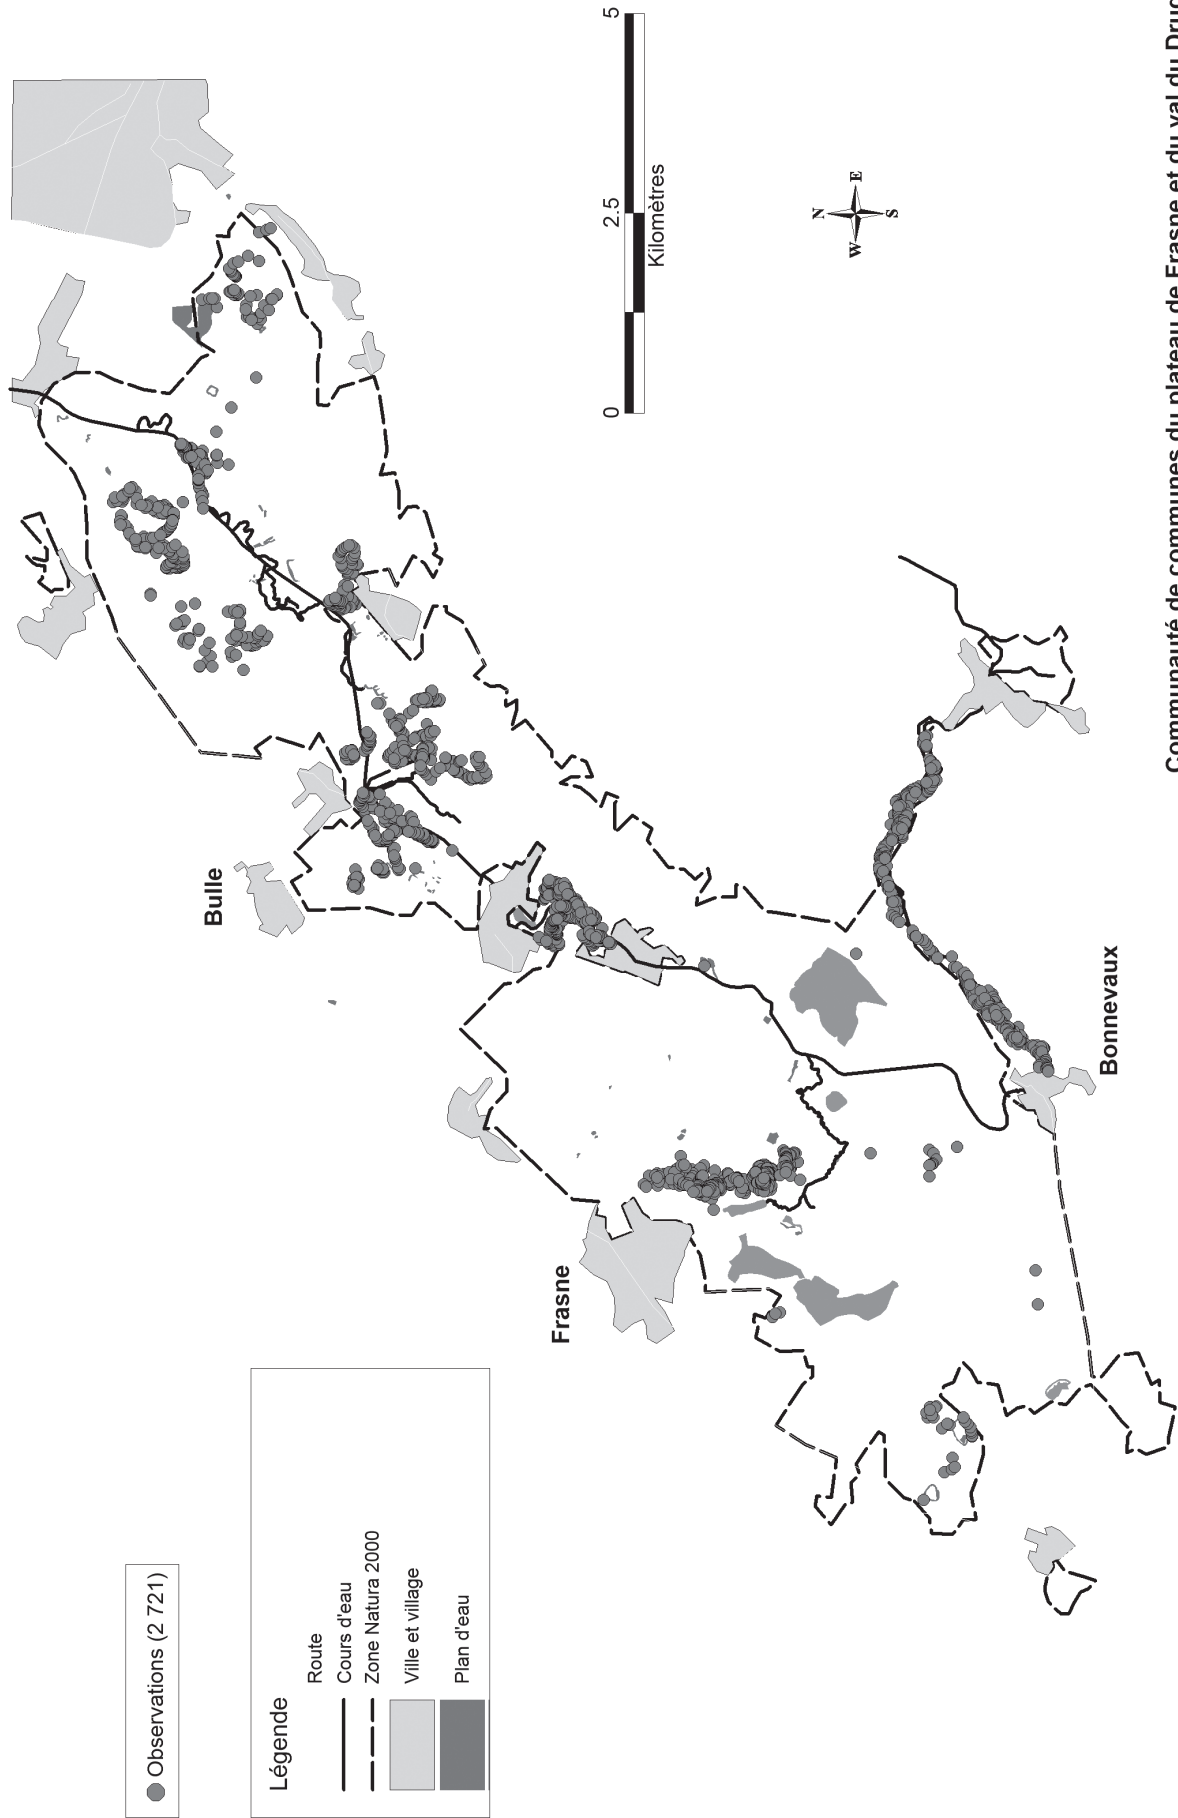 Observations (2 721)
Légende
Route
Cours d'eau
Zone Natura 2000
Ville et village
Plan d'eau
Bulle
Frasne
Bonnevaux
0 2.5 5
Kilomètres
N
W E
S
Communauté de communes du plateau de Frasne et du val du